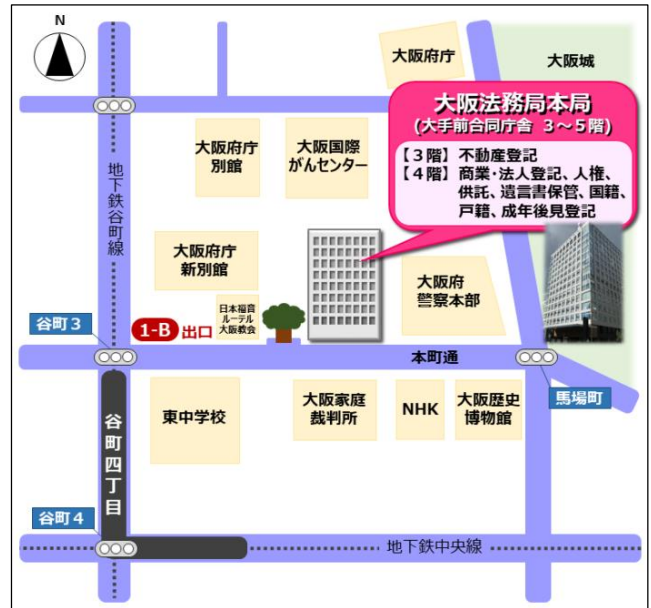 N
大阪府庁
大阪城
大阪法務局本局
(大手前合同庁舎 3～5階)
【3階】 不動産登記
【4階】 商業・法人登記、人権、
供託、遺言書保管、国籍、
戸籍、成年後見登記
大阪府庁
別館
大阪国際
がんセンター
地下鉄谷町線
大阪府庁
新別館
大阪府
警察本部
日本福音
ルーテル
大阪教会
谷町3
1-B 出口
本町通
馬場町
東中学校
大阪家庭
裁判所
NHK
大阪歴史
博物館
谷町四丁目
谷町4
地下鉄中央線